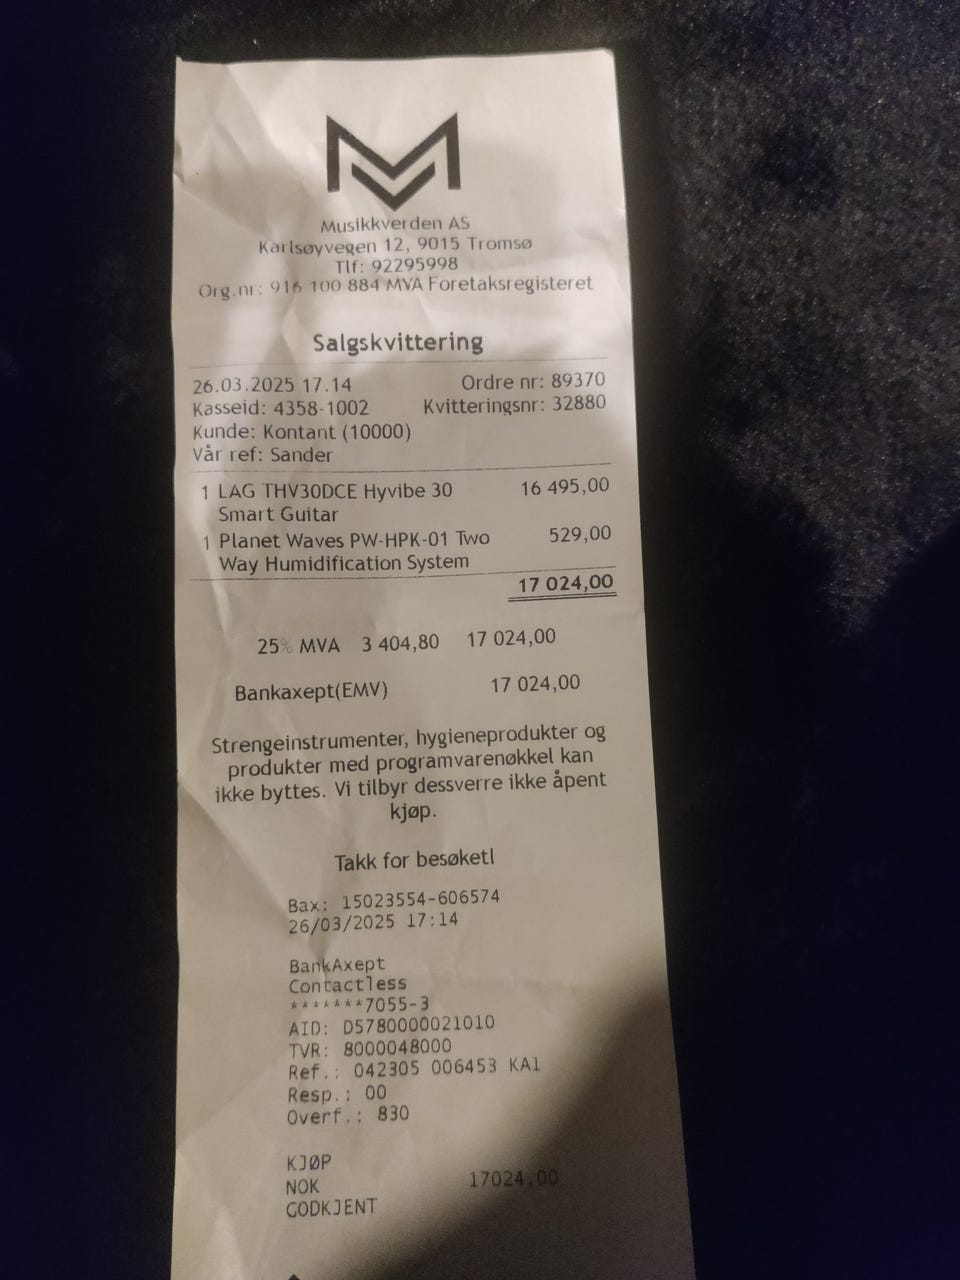 Musikkverden AS
Karlsøyvegen 12, 9015 Tromsø
Tlf: 92295998
Org.nr: 916 100 884 MVA Foretaksregisteret
Salgskvittering
26.03.2025 17.14 Ordre nr: 89370
Kasseid: 4358-1002 Kvitteringsnr: 32880
Kunde: Kontant (10000)
Vår ref: Sander
1 LAG THV30DCE Hyvibe 30 16 495,00
Smart Guitar
1 Planet Waves PW-HPK-01 Two 529,00
Way Humidification System
17 024,00
25% MVA 3 404,80 17 024,00
Bankaxept(EMV) 17 024,00
Strengeinstrumenter, hygieneprodukter og
produkter med programvarenøkkel kan
ikke byttes. Vi tilbyr dessverre ikke åpent
kjøp.
Takk for besøket!
Bax: 15023554-606574
26/03/2025 17:14
BankAxept
Contactless
*******7055-3
AID: D5780000021010
TVR: 8000048000
Ref.: 042305 006453 KA1
Resp.: 00
Overf.: 830
KJØP
NOK 17024,00
GODKJENT